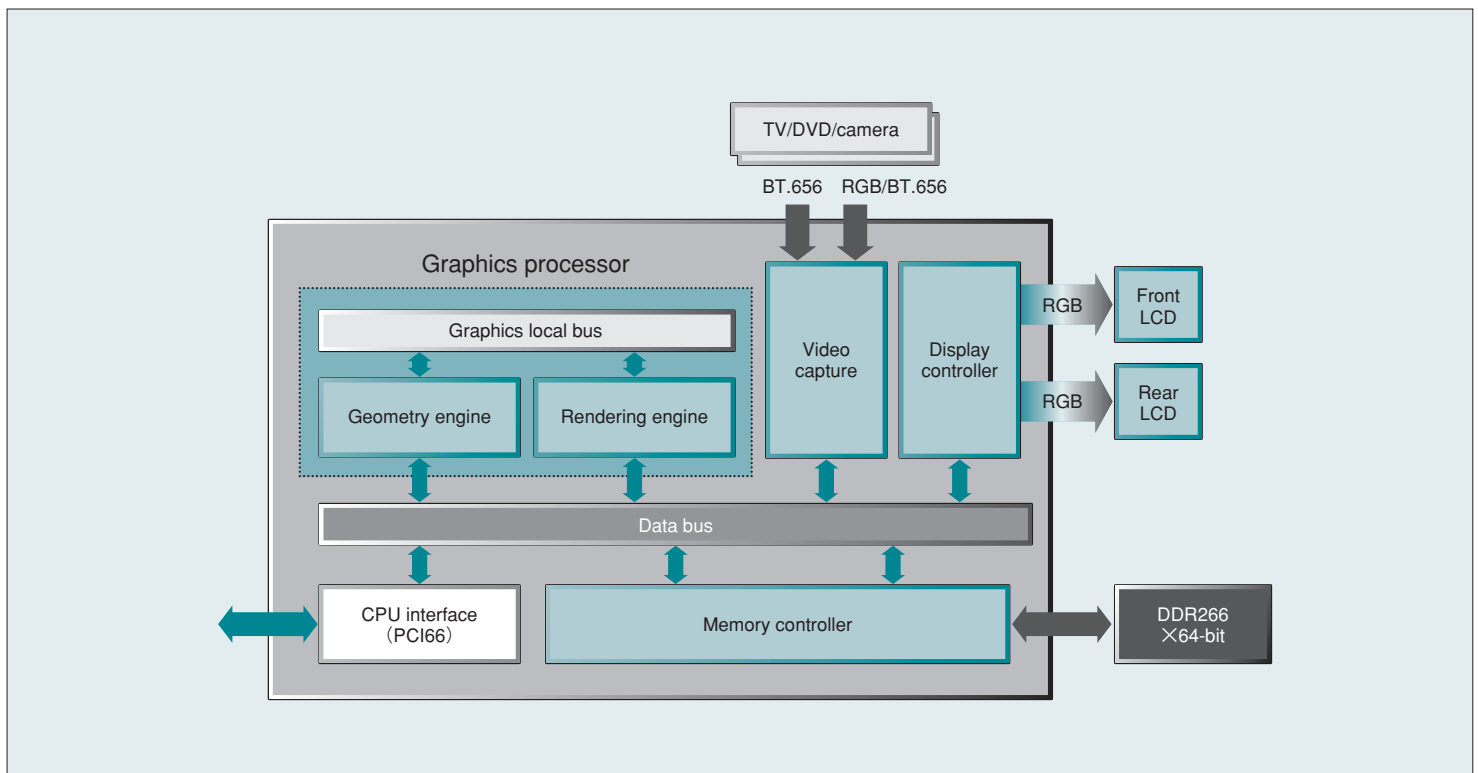 TV/DVD/camera
BT.656 RGB/BT.656
Graphics processor
Graphics local bus
Geometry engine
Rendering engine
Video
capture
Display
controller
RGB
Front
LCD
RGB
Rear
LCD
Data bus
CPU interface
（PCI66）
Memory controller
DDR266
×64-bit